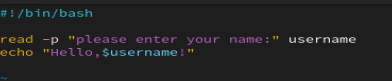 #!/bin/bash
read -p "please enter your name:" username
echo "Hello,$username!"
~